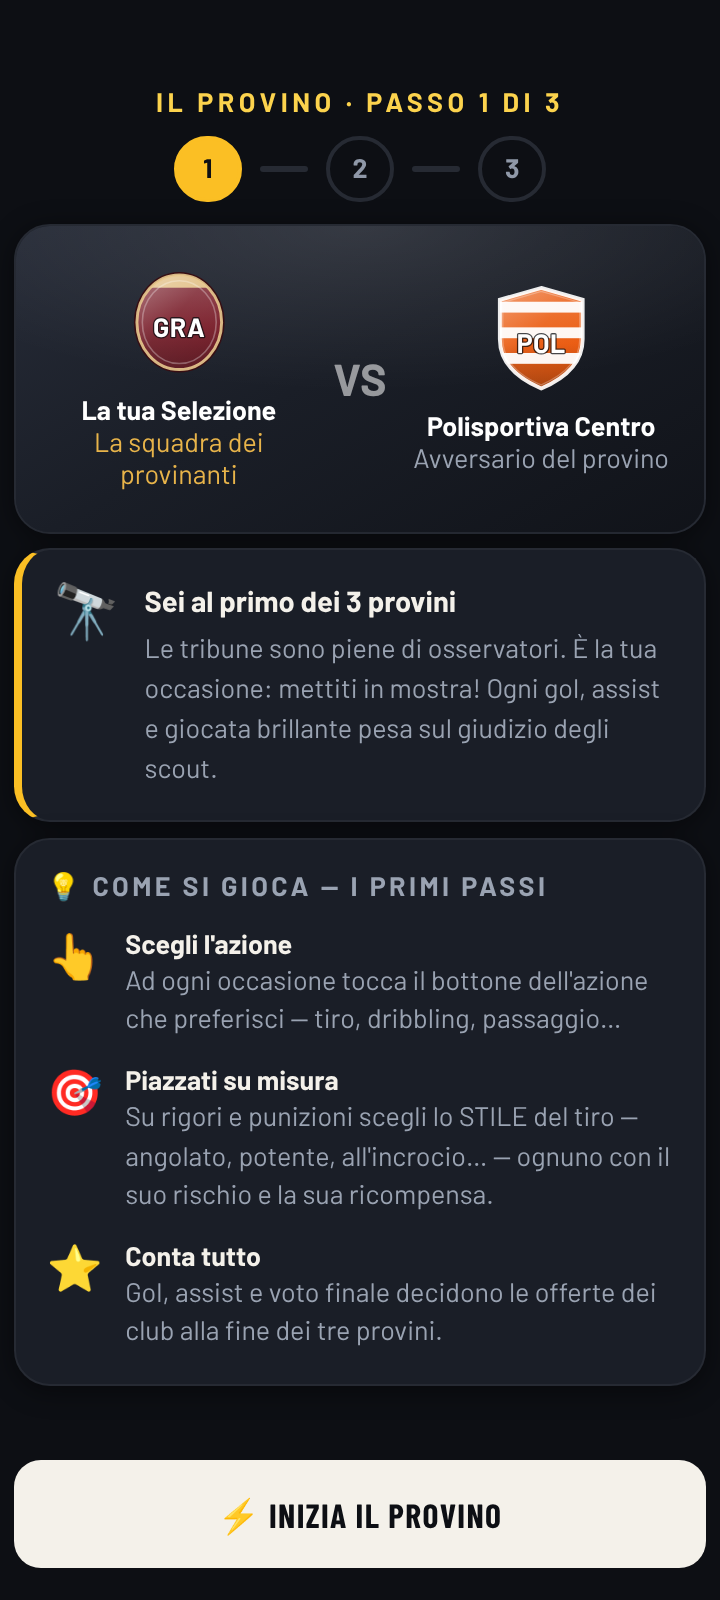 IL PROVINO · PASSO 1 DI 3
1 2 3
GRA
La tua Selezione
La squadra dei
provinanti
VS
POL
Polisportiva Centro
Avversario del provino
Sei al primo dei 3 provini
Le tribune sono piene di osservatori. È la tua
occasione: mettiti in mostra! Ogni gol, assist
e giocata brillante pesa sul giudizio degli
scout.
COME SI GIOCA — I PRIMI PASSI
Scegli l'azione
Ad ogni occasione tocca il bottone dell'azione
che preferisci — tiro, dribbling, passaggio...
Piazzati su misura
Su rigori e punizioni scegli lo STILE del tiro —
angolato, potente, all'incrocio... — ognuno con il
suo rischio e la sua ricompensa.
Conta tutto
Gol, assist e voto finale decidono le offerte dei
club alla fine dei tre provini.
INIZIA IL PROVINO